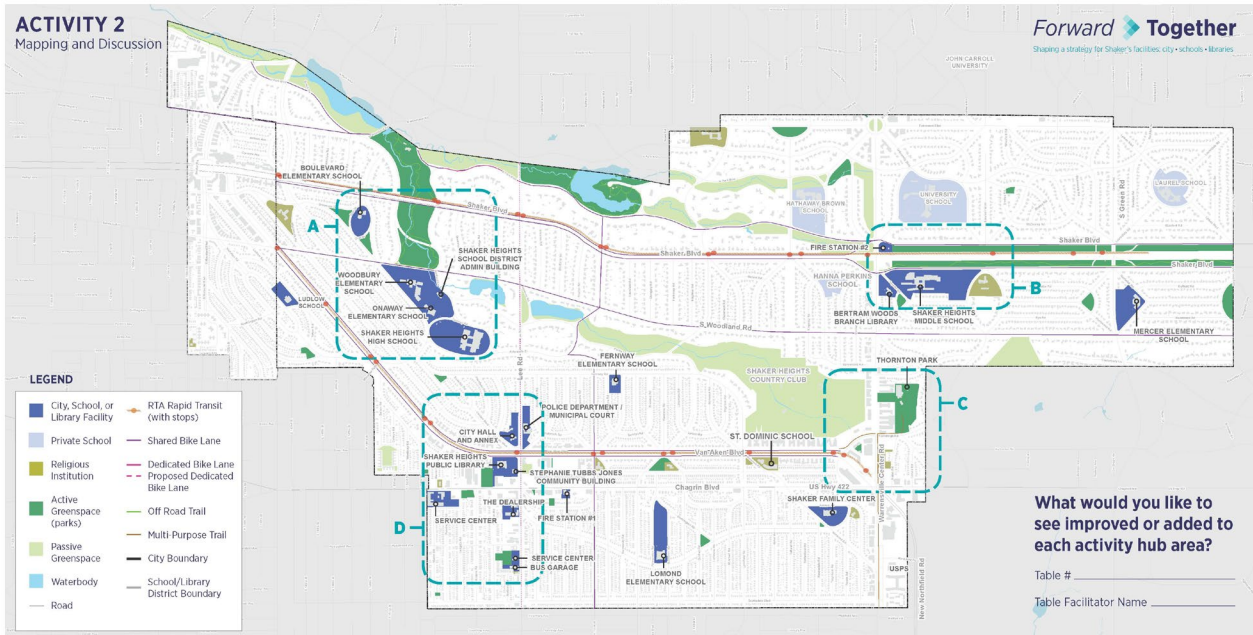 ACTIVITY 2
Mapping and Discussion
Forward Together
Shaping a strategy for Shaker's facilities: city • schools • libraries
JOHN CARROLL
UNIVERSITY
BOULEVARD
ELEMENTARY SCHOOL
A
Shaker Blvd
HATHAWAY BROWN
SCHOOL
UNIVERSITY
SCHOOL
LAUREL SCHOOL
S Green Rd
SHAKER HEIGHTS
SCHOOL DISTRICT
ADMIN BUILDING
Shaker Blvd
FIRE STATION #2
Shaker Blvd
Shaker Blvd
WOODBURY
ELEMENTARY
SCHOOL
HANNA PERKINS
SCHOOL
B
LUDLOW
SCHOOL
ONAWAY
ELEMENTARY SCHOOL
BERTRAM WOODS
BRANCH LIBRARY
SHAKER HEIGHTS
MIDDLE SCHOOL
SHAKER HEIGHTS
HIGH SCHOOL
S Woodland Rd
MERCER ELEMENTARY
SCHOOL
Lee Rd
FERNWAY
ELEMENTARY SCHOOL
SHAKER HEIGHTS
COUNTRY CLUB
THORNTON PARK
C
POLICE DEPARTMENT /
MUNICIPAL COURT
CITY HALL
AND ANNEX
ST. DOMINIC SCHOOL
SHAKER HEIGHTS
PUBLIC LIBRARY
Van Aken Blvd
STEPHANIE TUBBS JONES
COMMUNITY BUILDING
Warrensville Center Rd
Chagrin Blvd
US Hwy 422
SHAKER FAMILY CENTER
THE DEALERSHIP
SERVICE CENTER
FIRE STATION #1
D
SERVICE CENTER
BUS GARAGE
LOMOND
ELEMENTARY SCHOOL
USPS
New Northfield Rd
LEGEND
City, School, or
Library Facility
Private School
Religious
Institution
Active
Greenspace
(parks)
Passive
Greenspace
Waterbody
Road
RTA Rapid Transit
(with stops)
Shared Bike Lane
Dedicated Bike Lane
Proposed Dedicated
Bike Lane
Off Road Trail
Multi-Purpose Trail
City Boundary
School/Library
District Boundary
What would you like to
see improved or added to
each activity hub area?
Table #
Table Facilitator Name